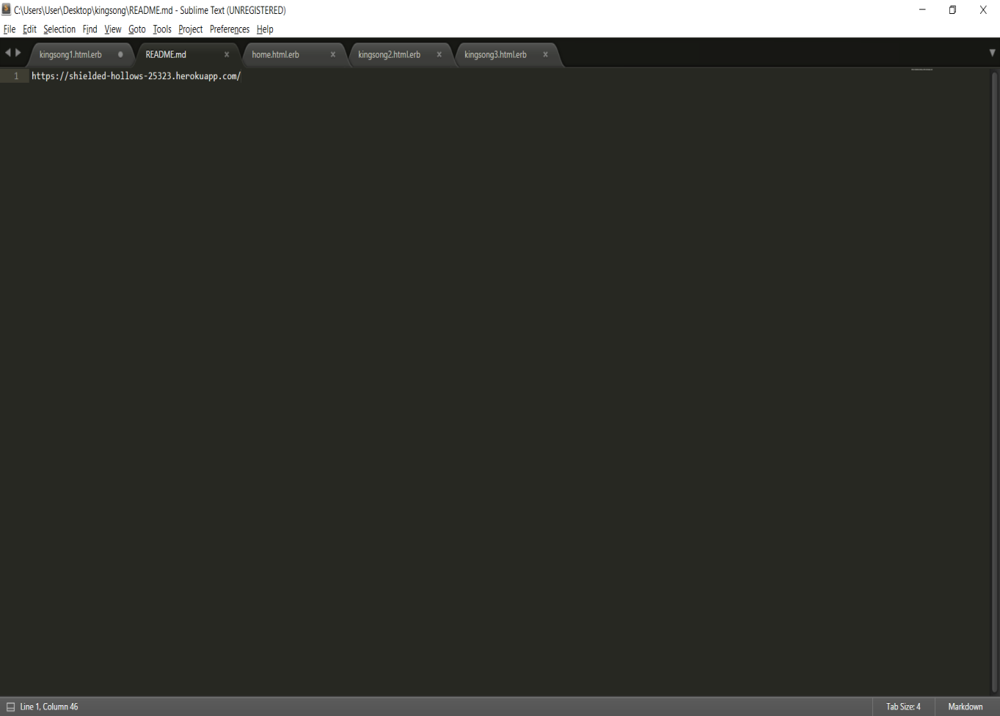 C:\Users\User\Desktop\kingsong\README.md - Sublime Text (UNREGISTERED)
File Edit Selection Find View Goto Tools Project Preferences Help
kingsong1.html.erb README.md home.html.erb kingsong2.html.erb kingsong3.html.erb
1 https://shielded-hollows-25323.herokuapp.com/
Line 1, Column 46 Tab Size: 4 Markdown